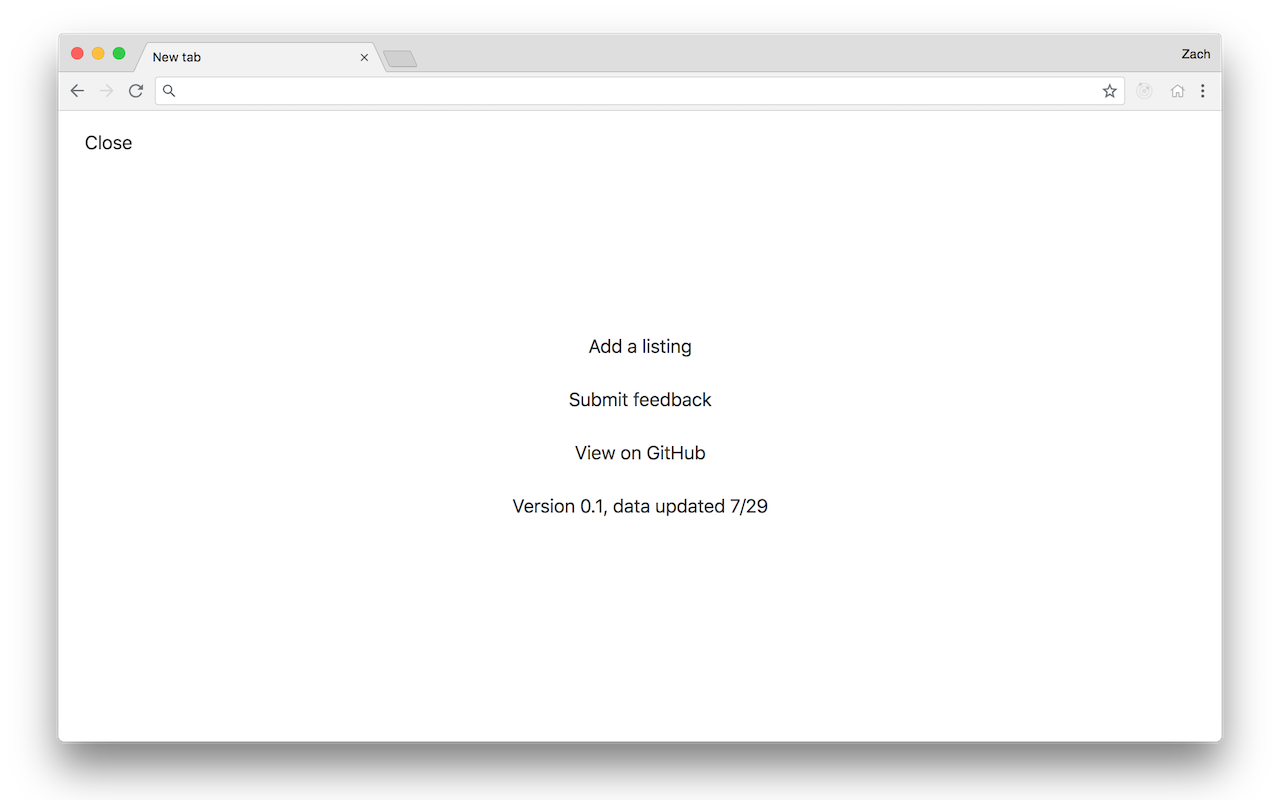 New tab
Zach
Close
Add a listing
Submit feedback
View on GitHub
Version 0.1, data updated 7/29